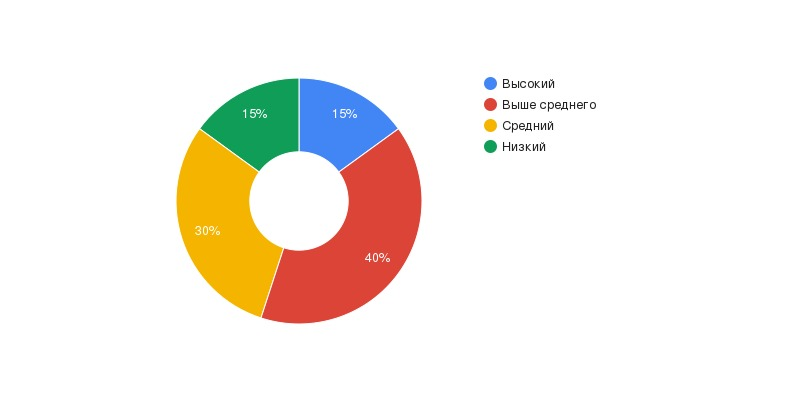 15%
15%
30%
40%
Высокий
Выше среднего
Средний
Низкий